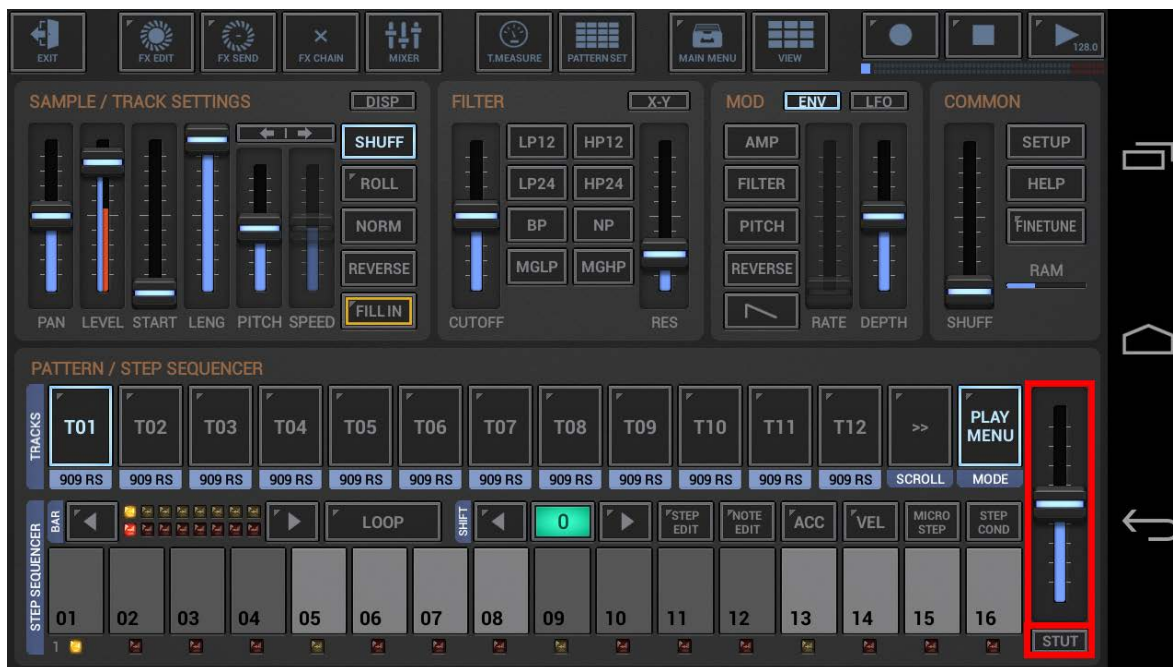 EXIT
FX EDIT
FX SEND
FX CHAIN
MIXER
T.MEASURE
PATTERN SET
MAIN MENU
VIEW
128.0
SAMPLE / TRACK SETTINGS
DISP
SHUFF
ROLL
NORM
REVERSE
FILL IN
PAN LEVEL START LENG PITCH SPEED
FILTER
X-Y
LP12 HP12
LP24 HP24
BP NP
MGLP MGHP
CUTOFF RES
MOD ENV LFO
AMP
FILTER
PITCH
REVERSE
RATE DEPTH
COMMON
SETUP
HELP
FINETUNE
RAM
SHUFF
PATTERN / STEP SEQUENCER
TRACKS
T01 T02 T03 T04 T05 T06 T07 T08 T09 T10 T11 T12 >> PLAY MENU
909 RS 909 RS 909 RS 909 RS 909 RS 909 RS 909 RS 909 RS 909 RS 909 RS 909 RS 909 RS SCROLL MODE
STEP SEQUENCER
BAR
LOOP
SHIFT
0
STEP EDIT
NOTE EDIT
ACC
VEL
MICRO STEP
STEP COND
01 02 03 04 05 06 07 08 09 10 11 12 13 14 15 16
1
STUT